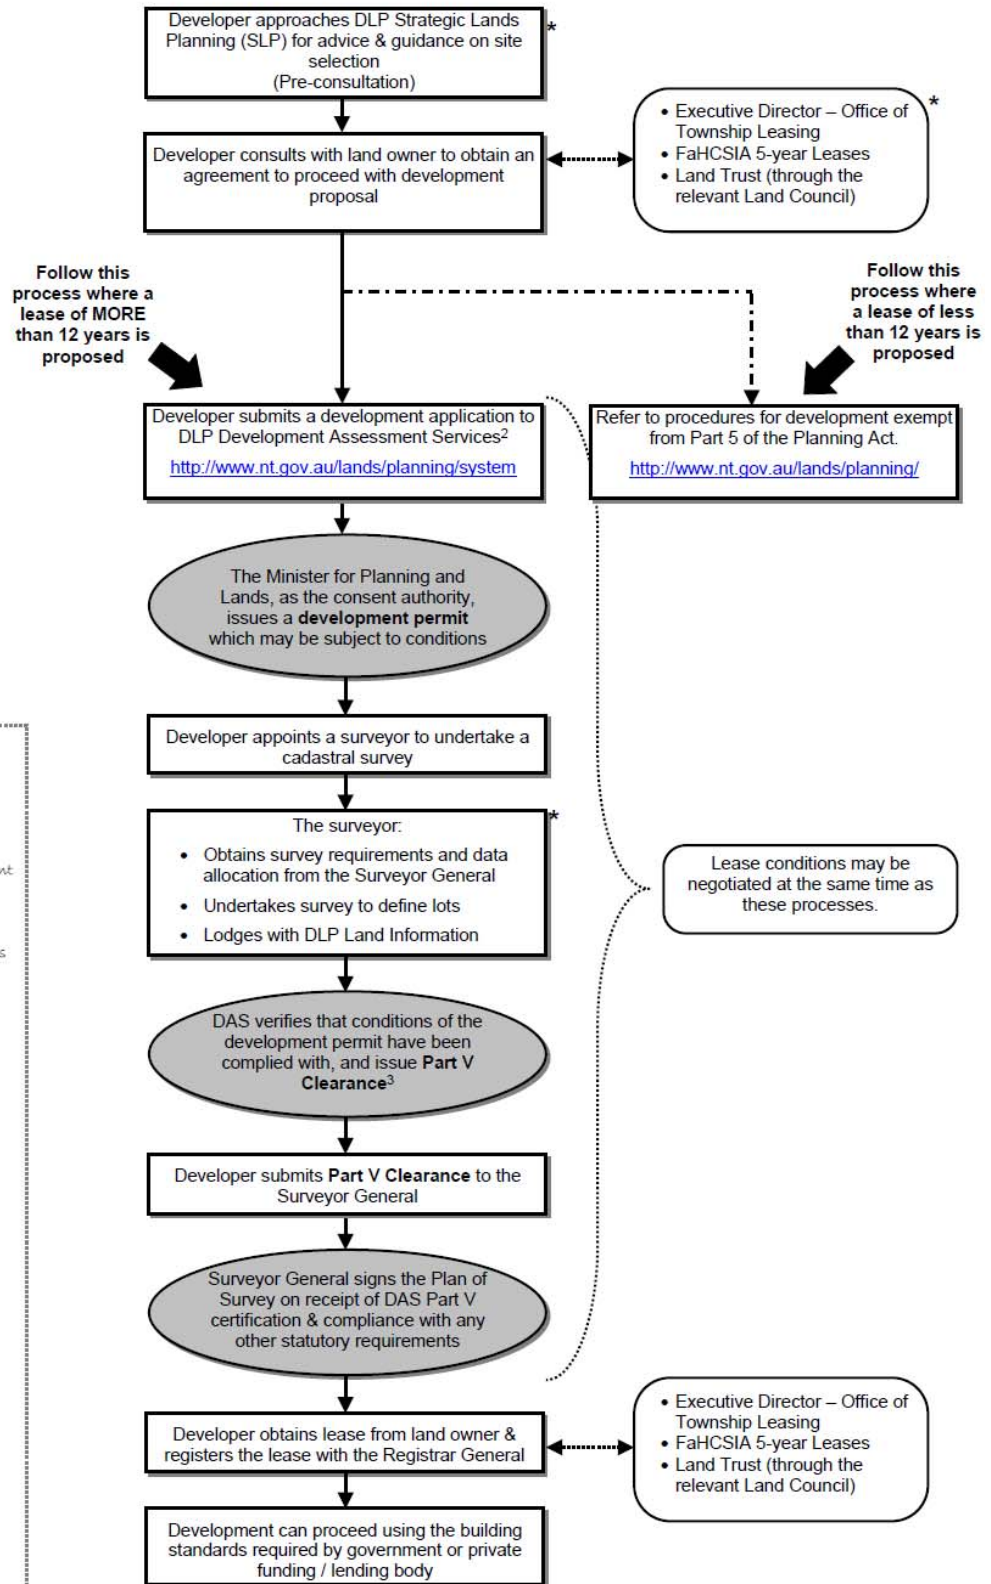 Developer approaches DLP Strategic Lands
Planning (SLP) for advice & guidance on site
selection
(Pre-consultation)
*
Developer consults with land owner to obtain an
agreement to proceed with development
proposal
• Executive Director – Office of
Township Leasing
• FaHCSIA 5-year Leases
• Land Trust (through the
relevant Land Council)
*
Follow this
process where a
lease of MORE
than 12 years is
proposed
Follow this
process where
a lease of less
than 12 years is
proposed
Developer submits a development application to
DLP Development Assessment Services²
http://www.nt.gov.au/lands/planning/system
Refer to procedures for development exempt
from Part 5 of the Planning Act.
http://www.nt.gov.au/lands/planning/
The Minister for Planning and
Lands, as the consent authority,
issues a development permit
which may be subject to conditions
Developer appoints a surveyor to undertake a
cadastral survey
The surveyor:
*
• Obtains survey requirements and data
allocation from the Surveyor General
• Undertakes survey to define lots
• Lodges with DLP Land Information
Lease conditions may be
negotiated at the same time as
these processes.
DAS verifies that conditions of the
development permit have been
complied with, and issue Part V
Clearance³
Developer submits Part V Clearance to the
Surveyor General
Surveyor General signs the Plan of
Survey on receipt of DAS Part V
certification & compliance with any
other statutory requirements
Developer obtains lease from land owner &
registers the lease with the Registrar General
• Executive Director – Office of
Township Leasing
• FaHCSIA 5-year Leases
• Land Trust (through the
relevant Land Council)
Development can proceed using the building
standards required by government or private
funding / lending body